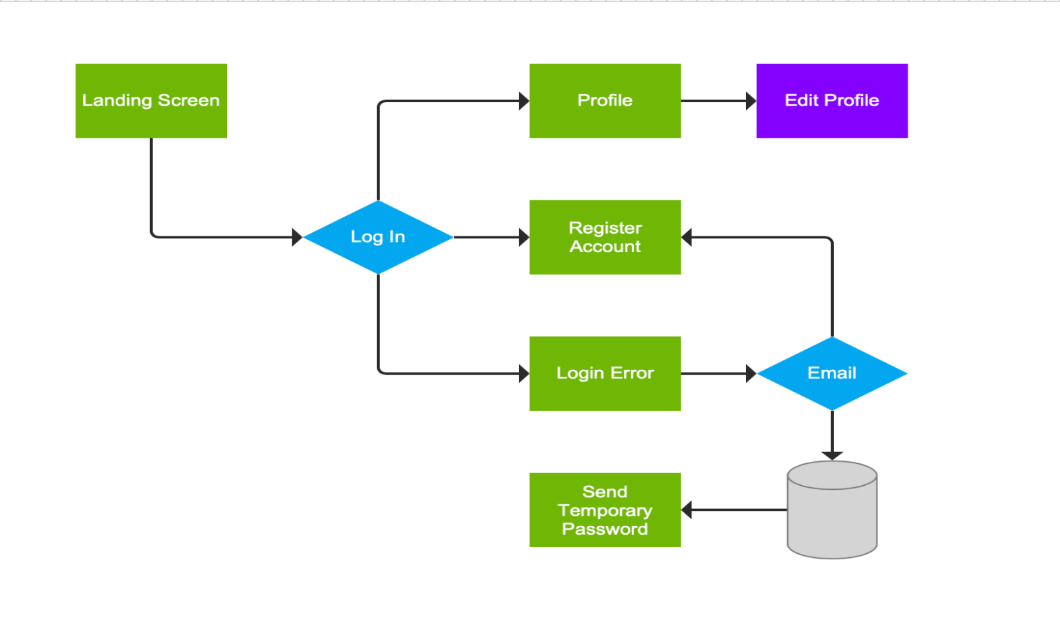 Landing Screen
Profile
Edit Profile
Log In
Register
Account
Login Error
Email
Send
Temporary
Password